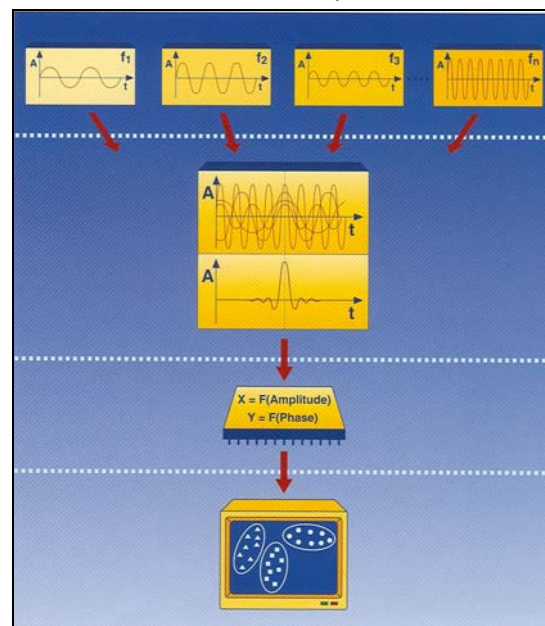 A
f1
t
A
f2
t
A
f3
t
A
fn
t
A
t
A
t
X = F(Amplitude)
Y = F(Phase)